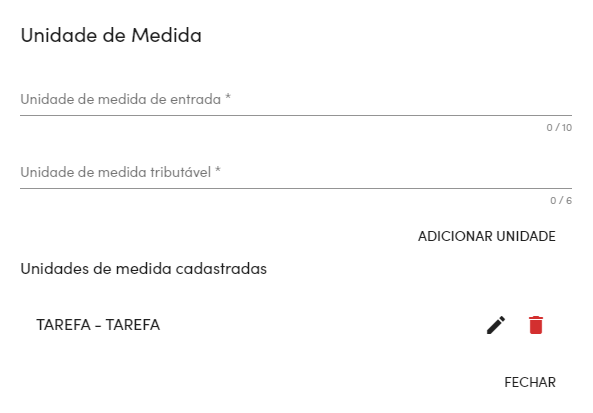 Unidade de Medida
Unidade de medida de entrada *
0 / 10
Unidade de medida tributável *
0 / 6
ADICIONAR UNIDADE
Unidades de medida cadastradas
TAREFA - TAREFA
FECHAR